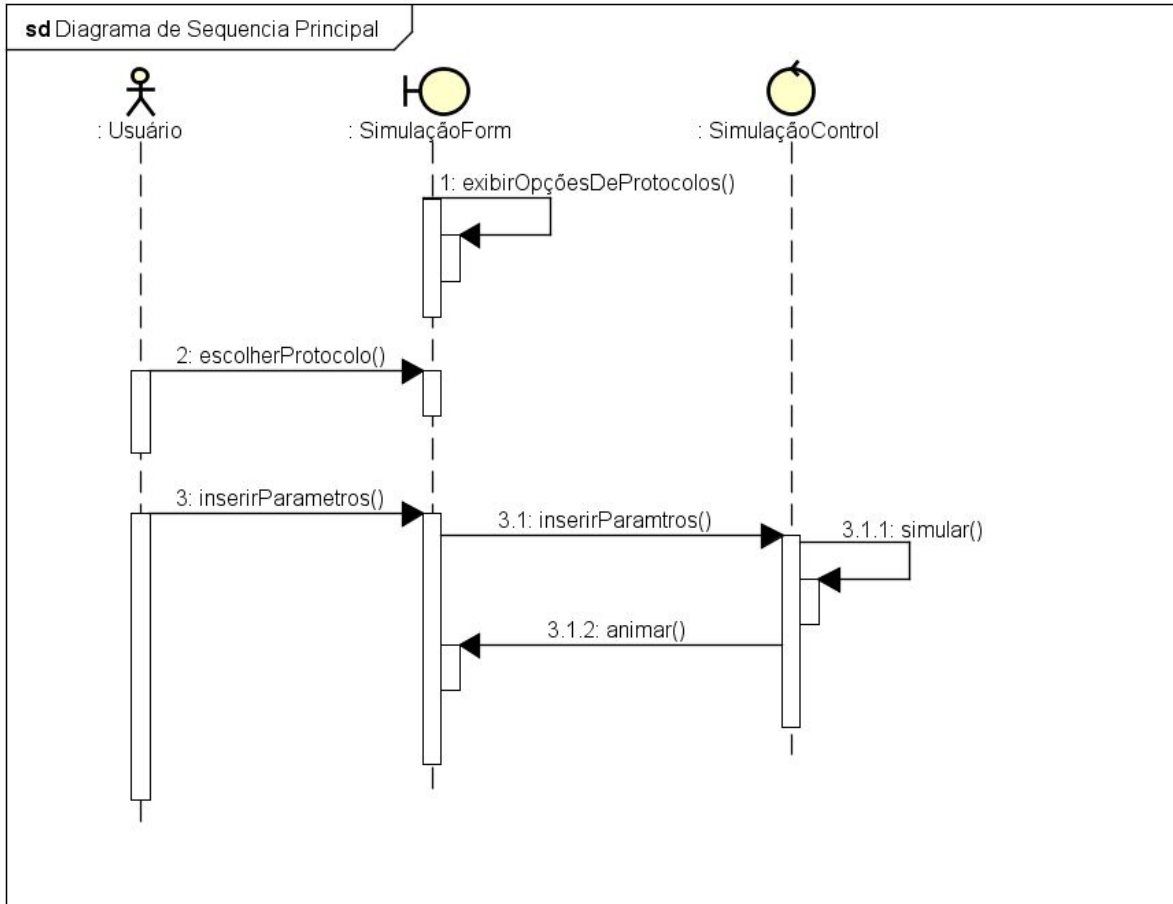 sd Diagrama de Sequencia Principal
: Usuário
: SimulaçãoForm
: SimulaçãoControl
1: exibirOpçőesDeProtocolos()
2: escolherProtocolo()
3: inserirParametros()
3.1: inserirParamtros()
3.1.1: simular()
3.1.2: animar()